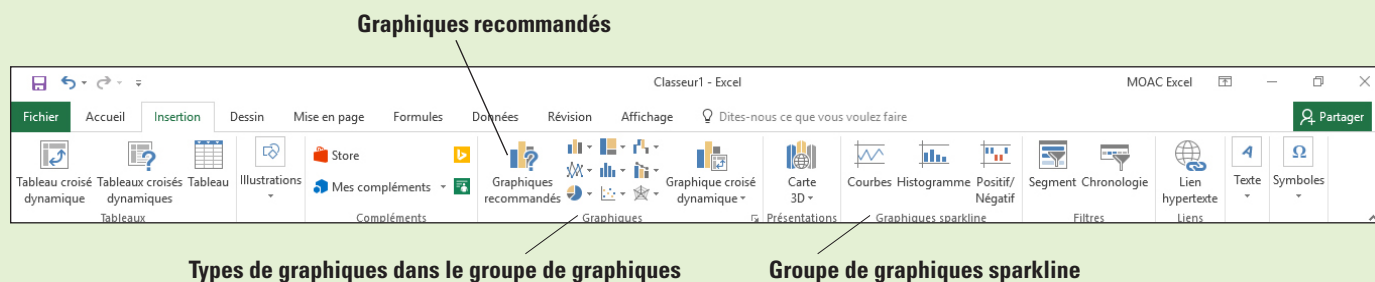 Graphiques recommandés
Classeur1 - Excel
MOAC Excel
Fichier Accueil Insertion Dessin Mise en page Formules Données Révision Affichage Dites-nous ce que vous voulez faire Partager
Tableau croisé dynamique
Tableaux croisés dynamiques
Tableau
Tableaux
Illustrations
Store
Mes compléments
Compléments
Graphiques recommandés
Graphique croisé dynamique
Graphiques
Carte 3D
Présentations
Courbes
Histogramme
Positif/ Négatif
Graphiques sparkline
Segment
Chronologie
Filtres
Lien hypertexte
Liens
Texte
Symboles
Types de graphiques dans le groupe de graphiques
Groupe de graphiques sparkline